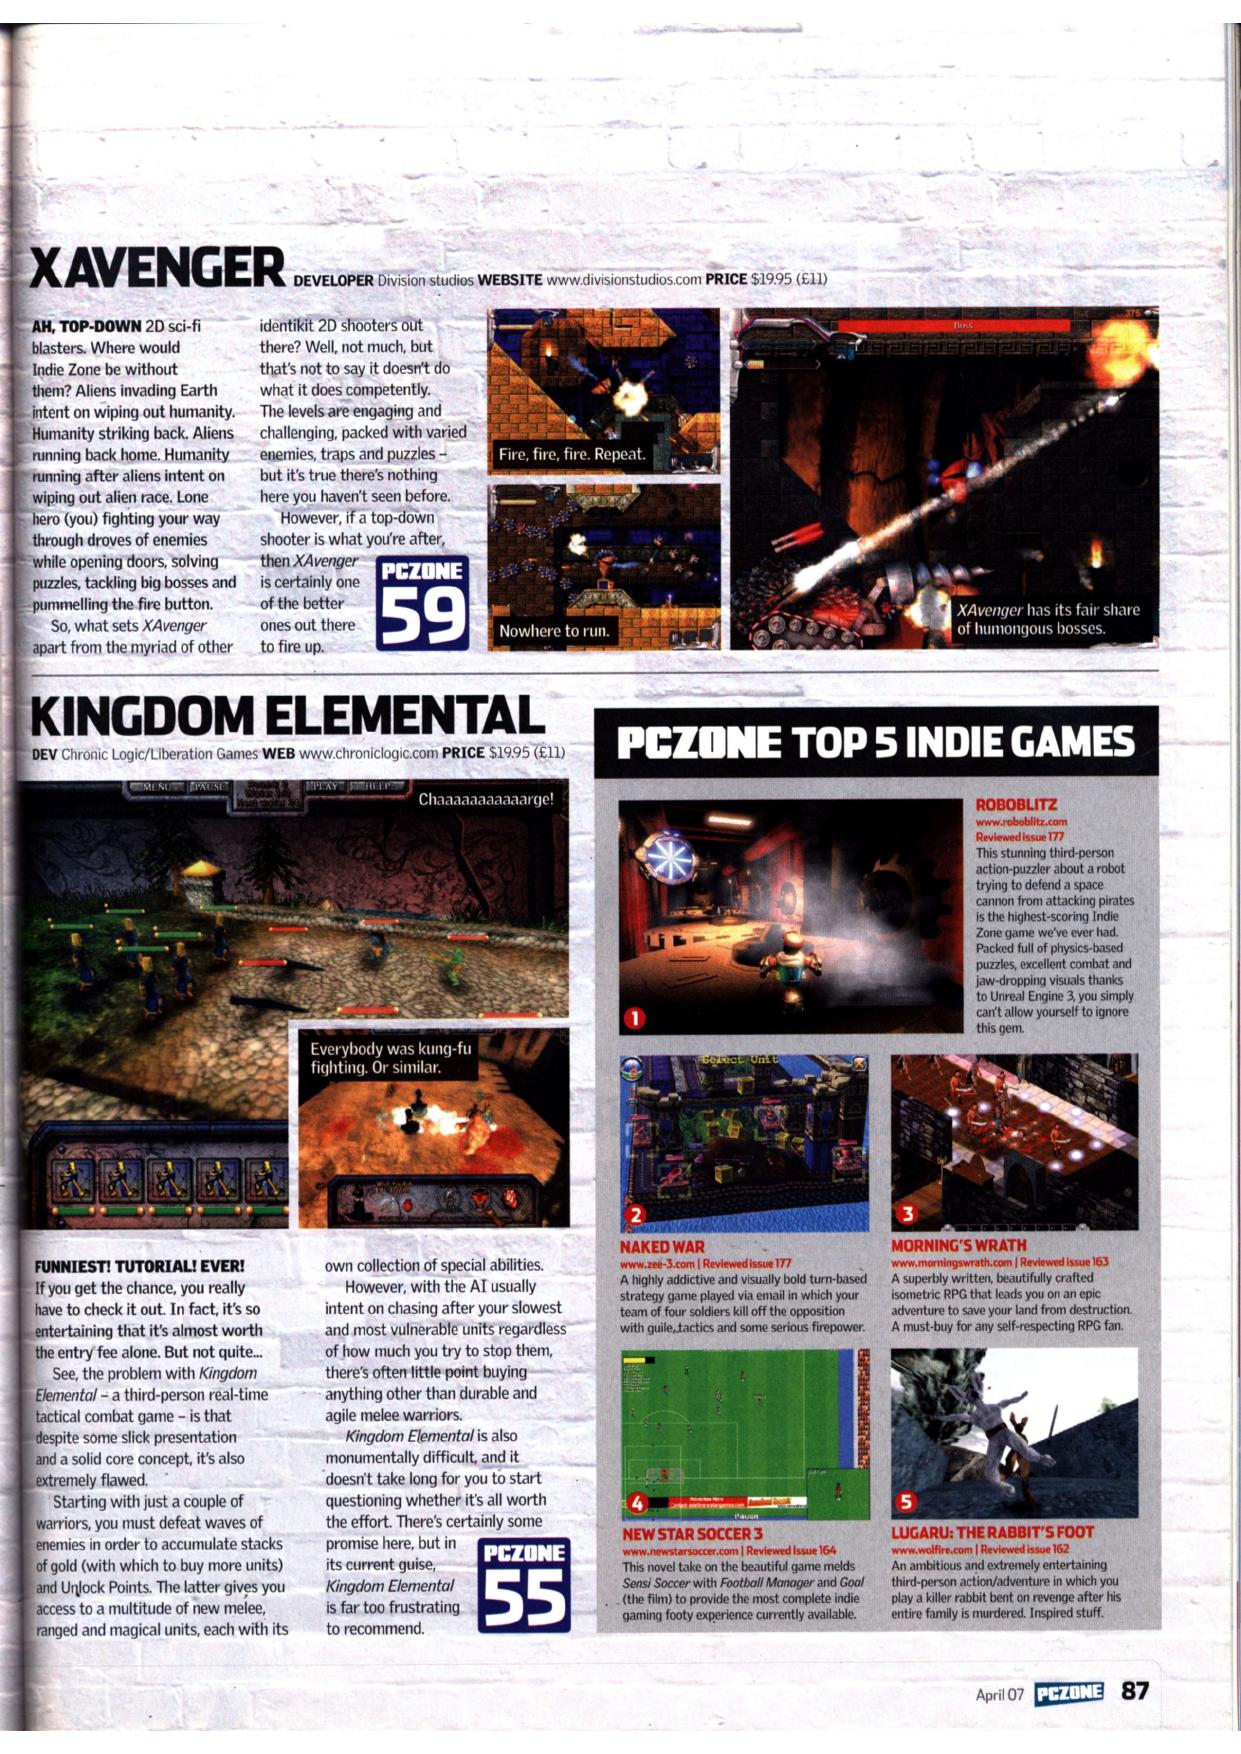 XAVENGER DEVELOPER Division studios WEBSITE www.divisionstudios.com PRICE $19.95 (£11)
AH, TOP-DOWN 2D sci-fi
blasters. Where would
Indie Zone be without
them? Aliens invading Earth
intent on wiping out humanity.
Humanity striking back. Aliens
running back home. Humanity
running after aliens intent on
wiping out alien race. Lone
hero (you) fighting your way
through droves of enemies
while opening doors, solving
puzzles, tackling big bosses and
pummelling the fire button.
So, what sets XAvenger
apart from the myriad of other
identikit 2D shooters out
there? Well, not much, but
that's not to say it doesn't do
what it does competently.
The levels are engaging and
challenging, packed with varied
enemies, traps and puzzles –
but it's true there's nothing
here you haven't seen before.
However, if a top-down
shooter is what you're after,
then XAvenger
is certainly one
of the better
ones out there
to fire up.
PCZONE
59
Fire, fire, fire. Repeat.
Nowhere to run.
Boss
376
XAvenger has its fair share
of humongous bosses.
KINGDOM ELEMENTAL
DEV Chronic Logic/Liberation Games WEB www.chroniclogic.com PRICE $19.95 (£11)
MENU PAUSE PLAY HELP
Chaaaaaaaaaaarge!
Everybody was kung-fu
fighting. Or similar.
FUNNIEST! TUTORIAL! EVER!
If you get the chance, you really
have to check it out. In fact, it's so
entertaining that it's almost worth
the entry fee alone. But not quite...
See, the problem with Kingdom
Elemental – a third-person real-time
tactical combat game – is that
despite some slick presentation
and a solid core concept, it's also
extremely flawed.
Starting with just a couple of
warriors, you must defeat waves of
enemies in order to accumulate stacks
of gold (with which to buy more units)
and Unlock Points. The latter gives you
access to a multitude of new melee,
ranged and magical units, each with its
own collection of special abilities.
However, with the AI usually
intent on chasing after your slowest
and most vulnerable units regardless
of how much you try to stop them,
there's often little point buying
anything other than durable and
agile melee warriors.
Kingdom Elemental is also
monumentally difficult, and it
doesn't take long for you to start
questioning whether it's all worth
the effort. There's certainly some
promise here, but in
its current guise,
Kingdom Elemental
is far too frustrating
to recommend.
PCZONE
55
PCZONE TOP 5 INDIE GAMES
1
ROBOBLITZ
www.roboblitz.com
Reviewed issue 177
This stunning third-person
action-puzzler about a robot
trying to defend a space
cannon from attacking pirates
is the highest-scoring Indie
Zone game we've ever had.
Packed full of physics-based
puzzles, excellent combat and
jaw-dropping visuals thanks
to Unreal Engine 3, you simply
can't allow yourself to ignore
this gem.
Select Unit
2
NAKED WAR
www.zee-3.com | Reviewed issue 177
A highly addictive and visually bold turn-based
strategy game played via email in which your
team of four soldiers kill off the opposition
with guile, tactics and some serious firepower.
3
MORNING'S WRATH
www.morningswrath.com | Reviewed issue 163
A superbly written, beautifully crafted
isometric RPG that leads you on an epic
adventure to save your land from destruction.
A must-buy for any self-respecting RPG fan.
4
NEW STAR SOCCER 3
www.newstarsoccer.com | Reviewed Issue 164
This novel take on the beautiful game melds
Sensi Soccer with Football Manager and Goal
(the film) to provide the most complete indie
gaming footy experience currently available.
5
LUGARU: THE RABBIT'S FOOT
www.wolfire.com | Reviewed issue 162
An ambitious and extremely entertaining
third-person action/adventure in which you
play a killer rabbit bent on revenge after his
entire family is murdered. Inspired stuff.
April 07 PCZONE 87